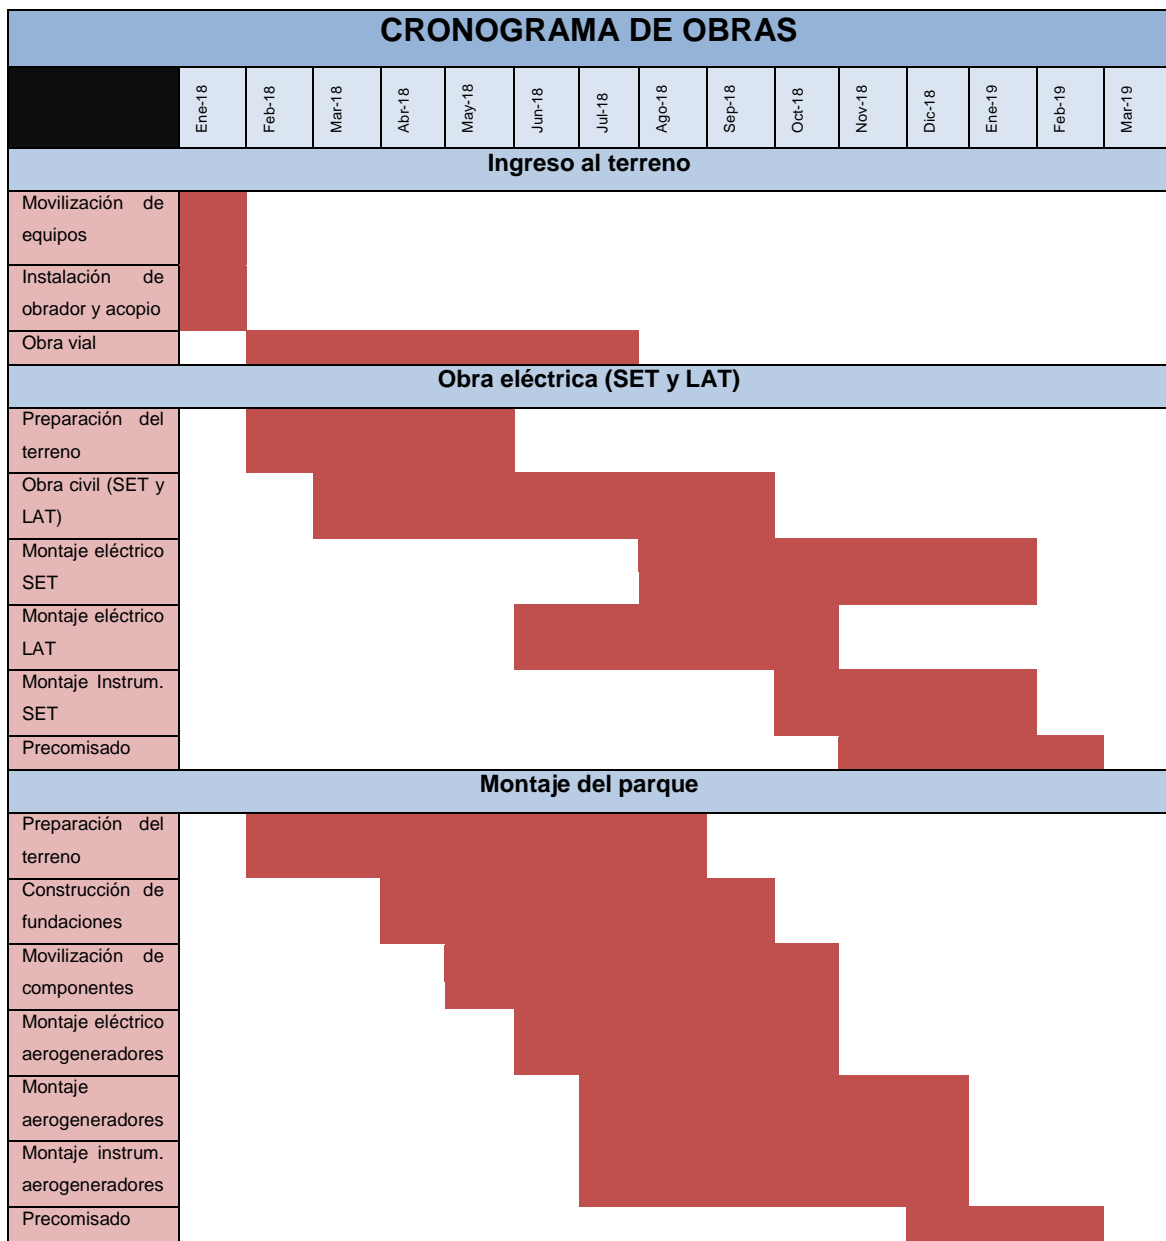 CRONOGRAMA DE OBRAS
Ene-18
Feb-18
Mar-18
Abr-18
May-18
Jun-18
Jul-18
Ago-18
Sep-18
Oct-18
Nov-18
Dic-18
Ene-19
Feb-19
Mar-19
Ingreso al terreno
Movilización de
equipos
Instalación de
obrador y acopio
Obra vial
Obra eléctrica (SET y LAT)
Preparación del
terreno
Obra civil (SET y
LAT)
Montaje eléctrico
SET
Montaje eléctrico
LAT
Montaje Instrum.
SET
Precomisado
Montaje del parque
Preparación del
terreno
Construcción de
fundaciones
Movilización de
componentes
Montaje eléctrico
aerogeneradores
Montaje
aerogeneradores
Montaje instrum.
aerogeneradores
Precomisado